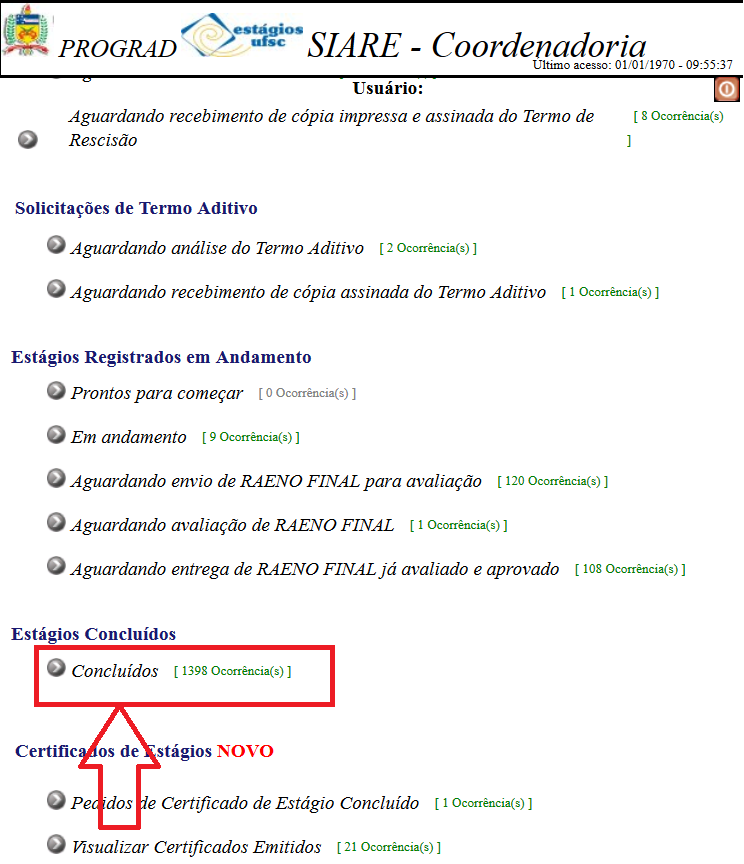 PROGRAD
estágios
ufsc
SIARE - Coordenadoria
Último acesso: 01/01/1970 - 09:55:37
Usuário:
Aguardando recebimento de cópia impressa e assinada do Termo de [ 8 Ocorrência(s)
Rescisão ]
Solicitações de Termo Aditivo
Aguardando análise do Termo Aditivo [ 2 Ocorrência(s) ]
Aguardando recebimento de cópia assinada do Termo Aditivo [ 1 Ocorrência(s) ]
Estágios Registrados em Andamento
Prontos para começar [ 0 Ocorrência(s) ]
Em andamento [ 9 Ocorrência(s) ]
Aguardando envio de RAENO FINAL para avaliação [ 120 Ocorrência(s) ]
Aguardando avaliação de RAENO FINAL [ 1 Ocorrência(s) ]
Aguardando entrega de RAENO FINAL já avaliado e aprovado [ 108 Ocorrência(s) ]
Estágios Concluídos
Concluídos [ 1398 Ocorrência(s) ]
Certificados de Estágios NOVO
Pedidos de Certificado de Estágio Concluído [ 1 Ocorrência(s) ]
Visualizar Certificados Emitidos [ 21 Ocorrência(s) ]